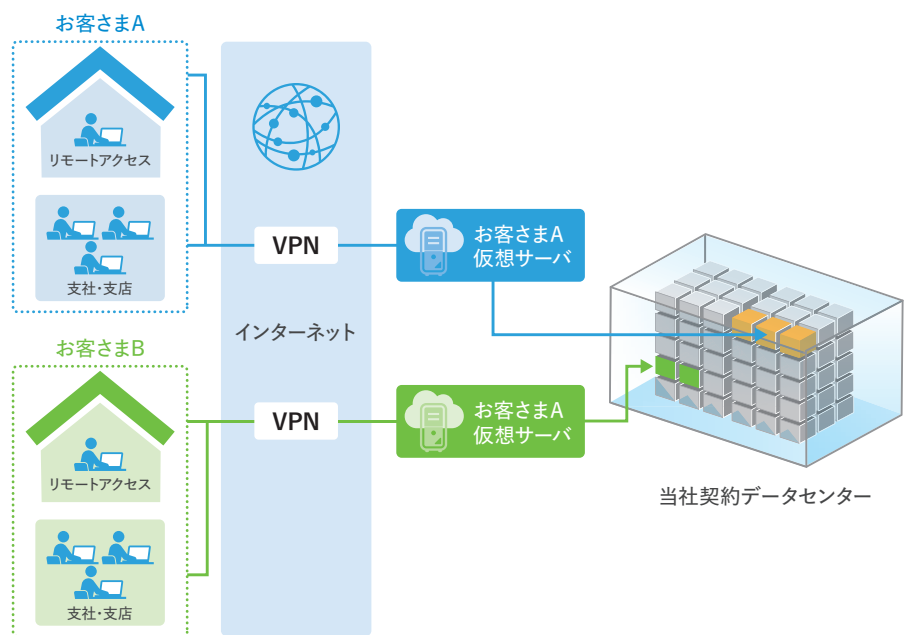 お客さまA
リモートアクセス
支社・支店
VPN
お客さまA
仮想サーバ
インターネット
お客さまB
リモートアクセス
支社・支店
VPN
お客さまA
仮想サーバ
当社契約データセンター